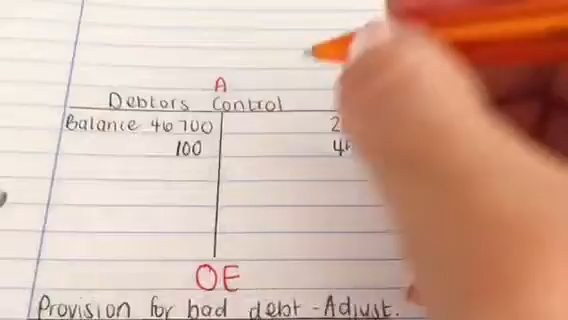 A
Debtors Control
Balance 46 700
100
OE
Provision for bad debt - Adjust.